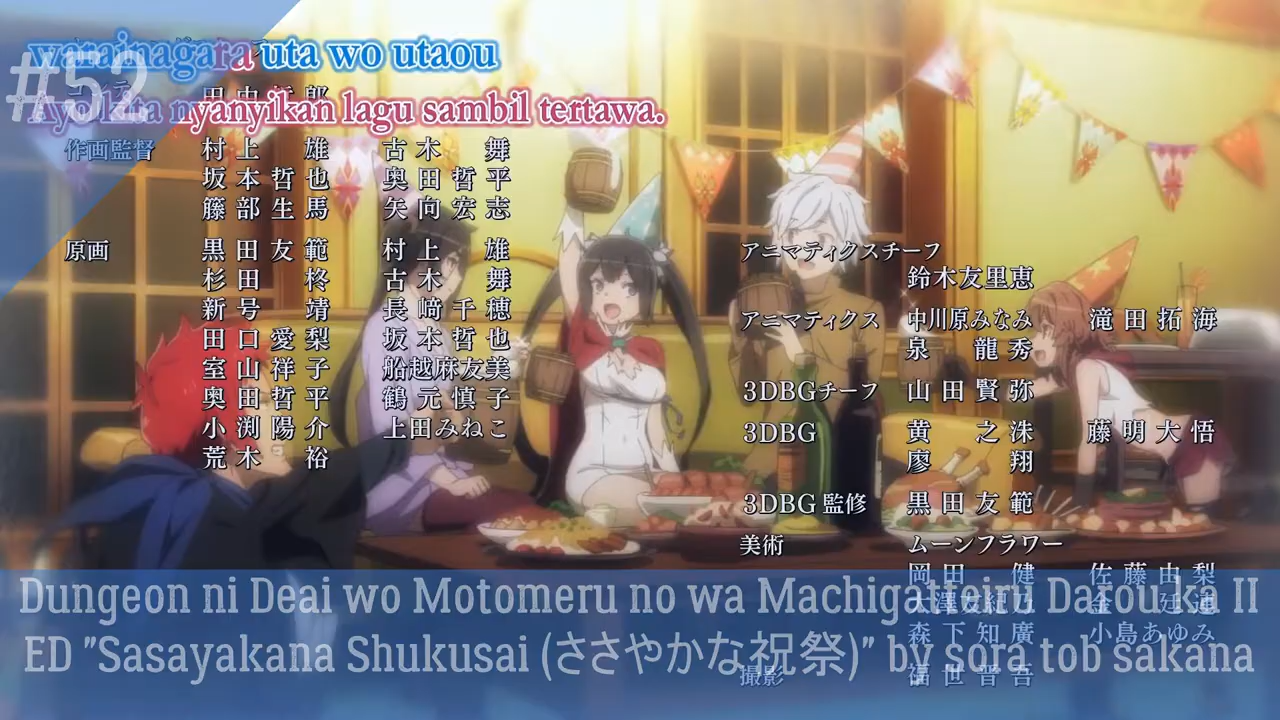 warainagara uta wo utaou
#52
Ayo kita nyanyikan lagu sambil tertawa.
作画監督 村上 雄 古木 舞
坂本哲也 奥田哲平
籐部生馬 矢向宏志
原画 黒田友範 村上 雄
杉田 柊 古木 舞
新号 靖 長﨑千穂
田口愛梨 坂本哲也
室山祥子 船越麻友美
奥田哲平 鶴元慎子
小渕陽介 上田みねこ
荒木 裕
アニマティクスチーフ
鈴木友里恵
アニマティクス 中川原みなみ 滝田拓海
泉 龍秀
3DBGチーフ 山田賢弥
3DBG 黄 之洙 藤明大悟
廖 翔
3DBG監修 黒田友範
美術 ムーンフラワー
岡田 健 佐藤由梨
大澤友紀乃 金 廷連
森下知廣 小島あゆみ
撮影 福世晋吾
Dungeon ni Deai wo Motomeru no wa Machigatteiru Darou ka II
ED "Sasayakana Shukusai (ささやかな祝祭)" by sora tob sakana